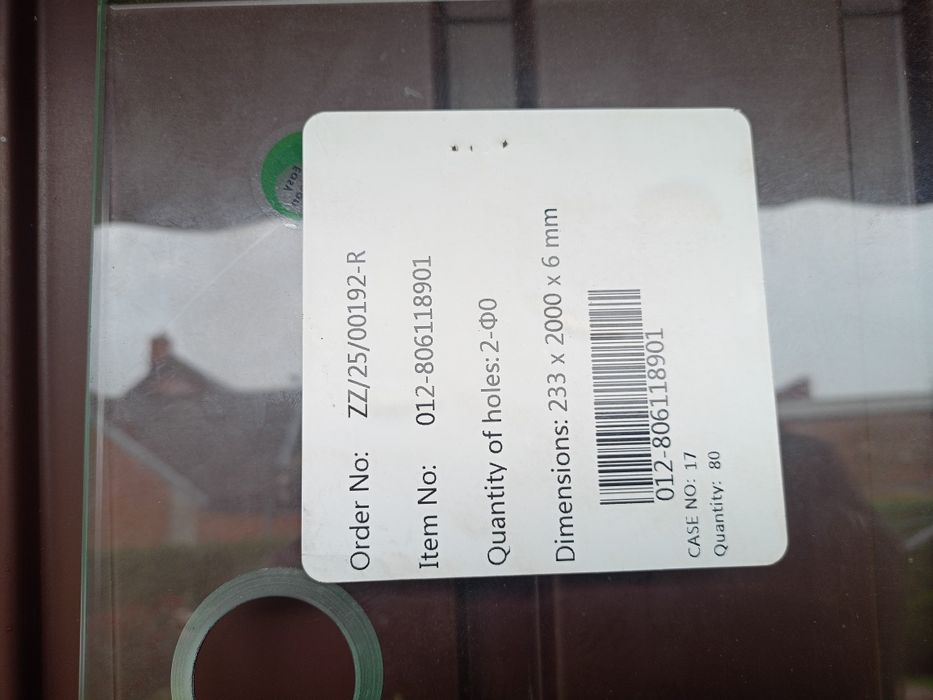 Order No: ZZ/25/00192-R
Item No: 012-806118901
Quantity of holes: 2-Φ0
Dimensions: 233 x 2000 x 6 mm
012-806118901
CASE NO: 17
Quantity: 80